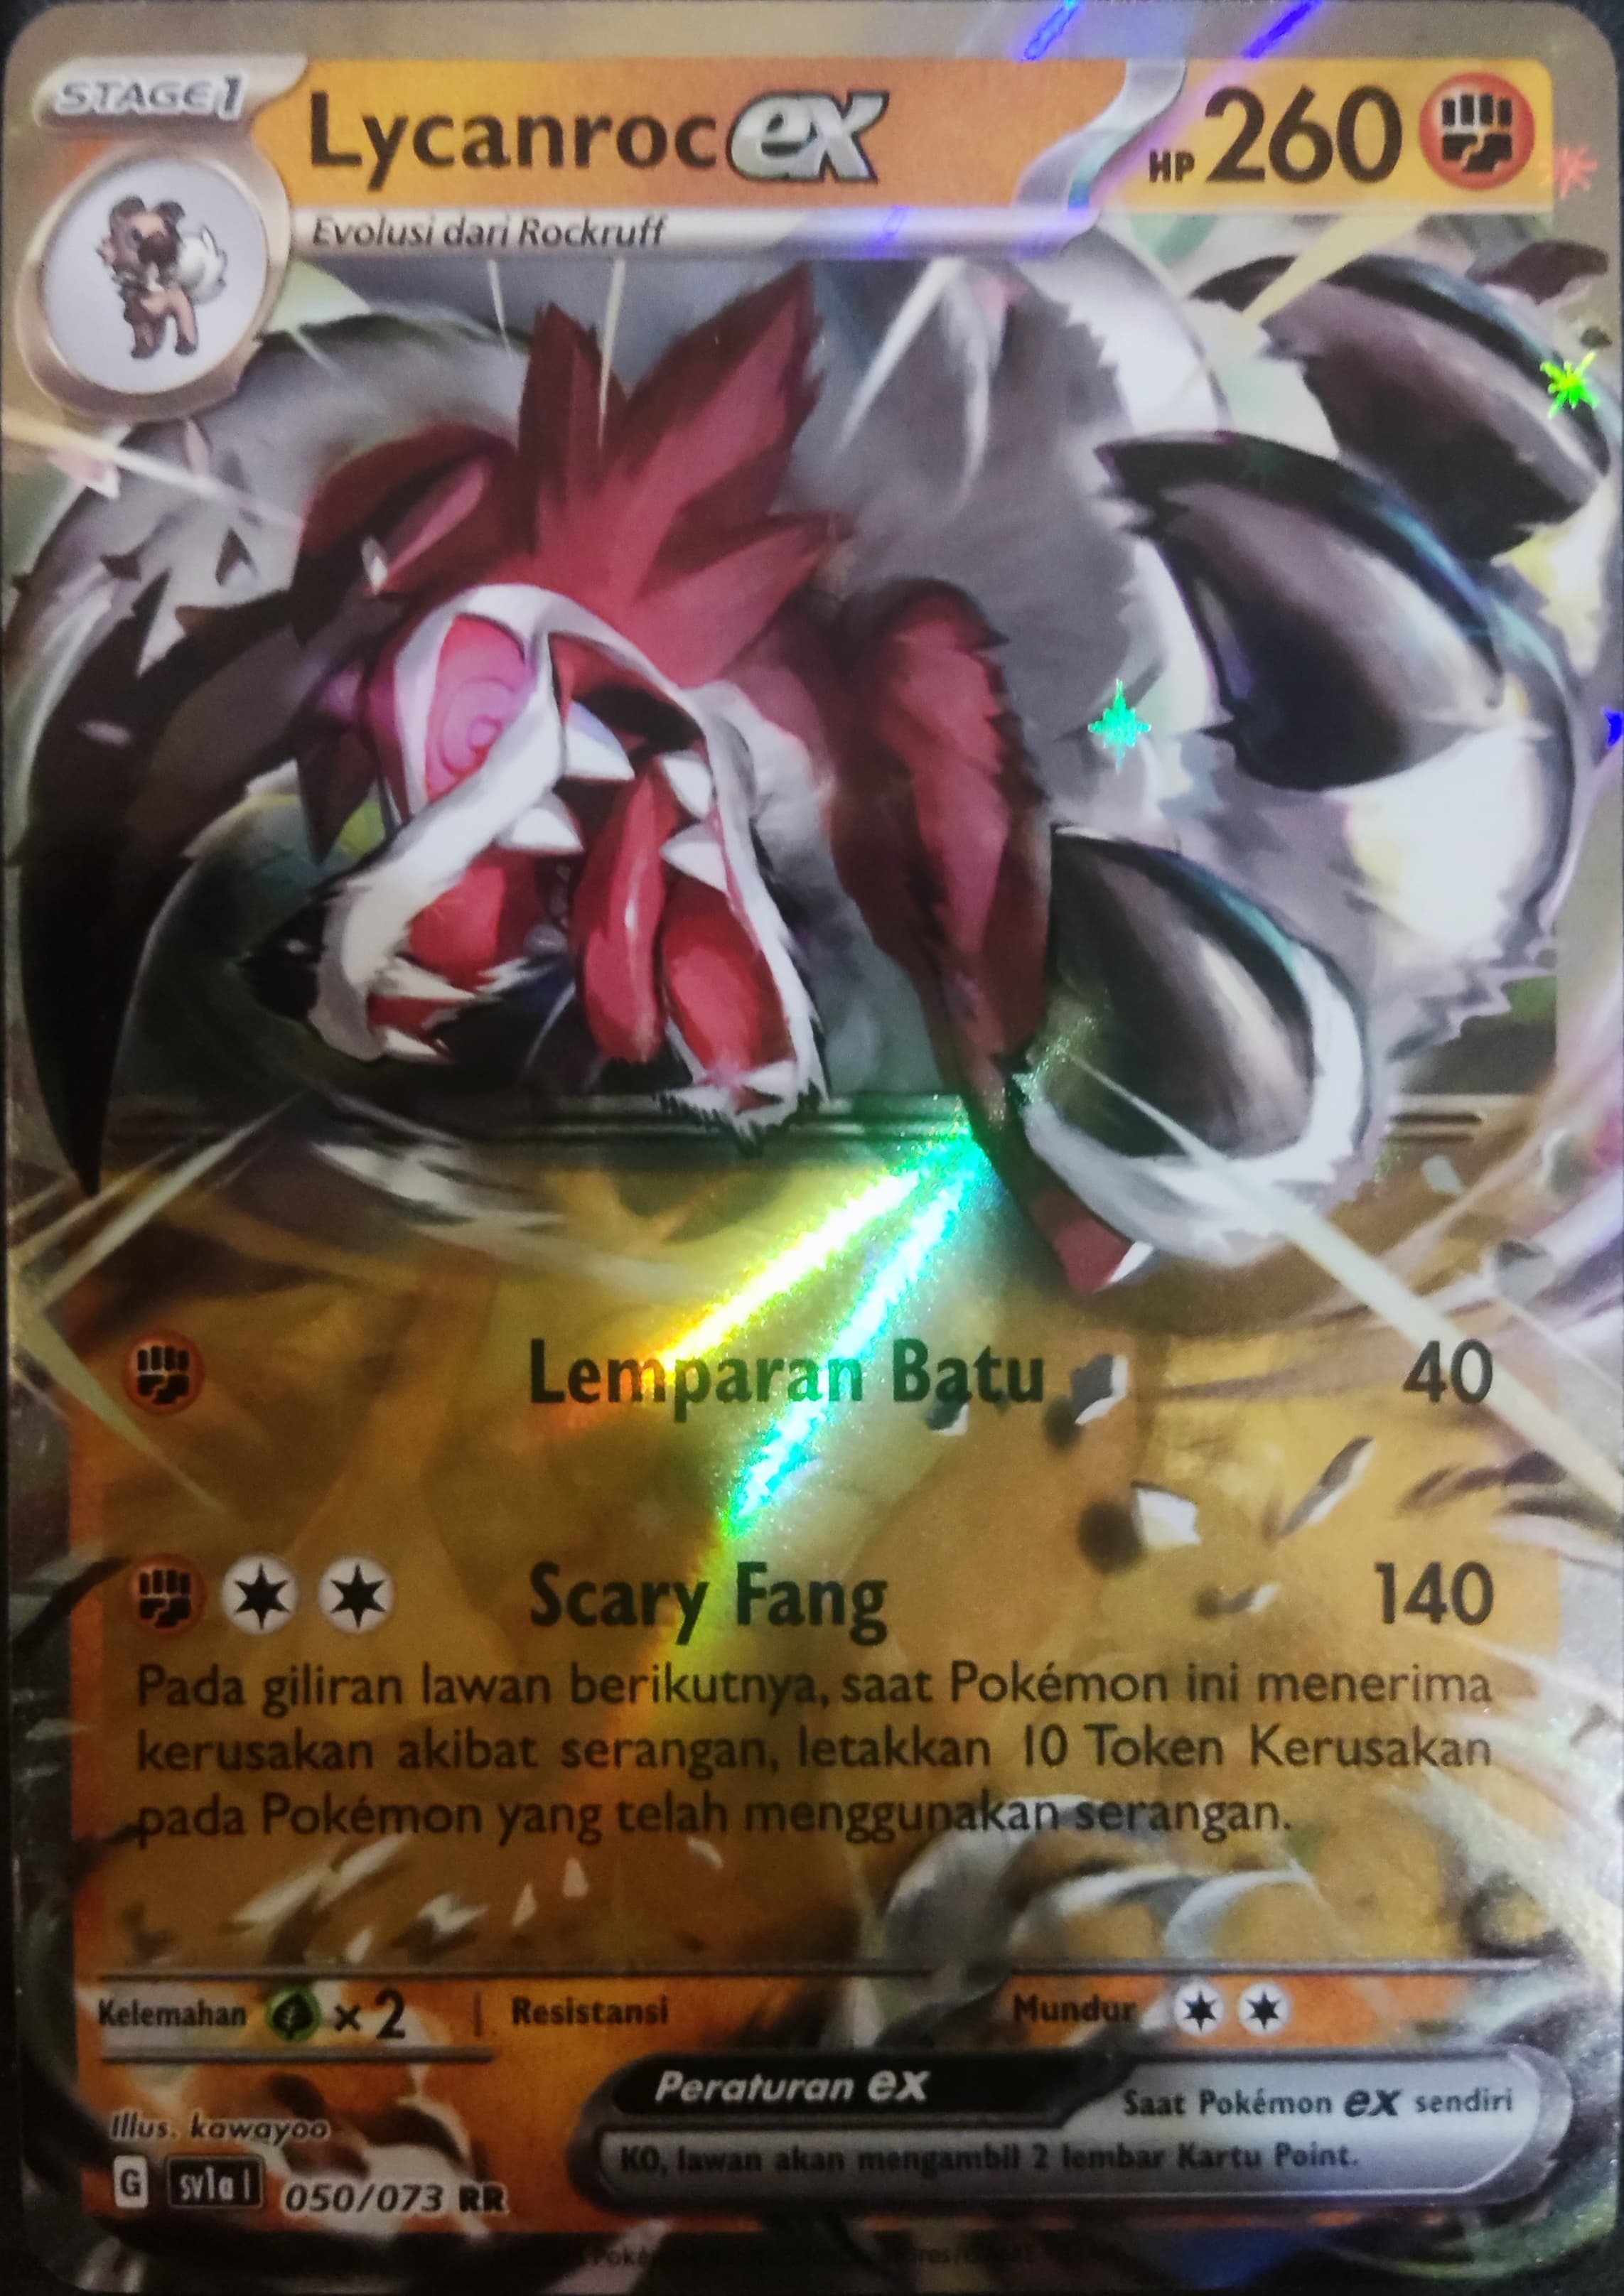 STAGE1
Lycanroc ex
HP 260
Evolusi dari Rockruff
Lemparan Batu 40
Scary Fang 140
Pada giliran lawan berikutnya, saat Pokémon ini menerima
kerusakan akibat serangan, letakkan 10 Token Kerusakan
pada Pokémon yang telah menggunakan serangan.
Kelemahan ×2 | Resistansi Mundur
Peraturan ex Saat Pokémon ex sendiri
KO, lawan akan mengambil 2 lembar Kartu Point.
Illus. kawayoo
G sv1a I 050/073 RR